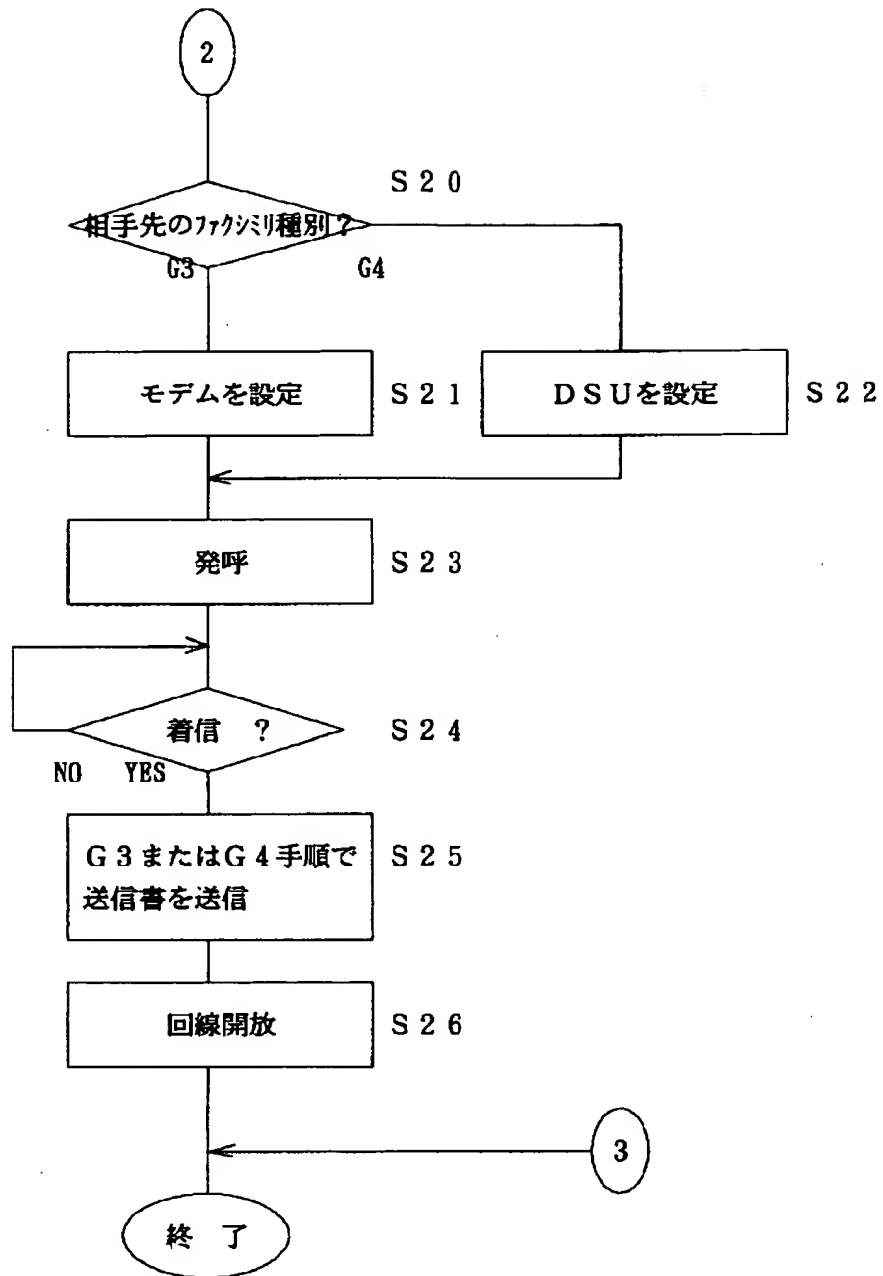 2
S20
相手先のファクシミリ種別?
G3 G4
モデムを設定 S21
DSUを設定 S22
発呼 S23
着信 ? S24
NO YES
G3またはG4手順で S25
送信書を送信
回線開放 S26
3
終 了